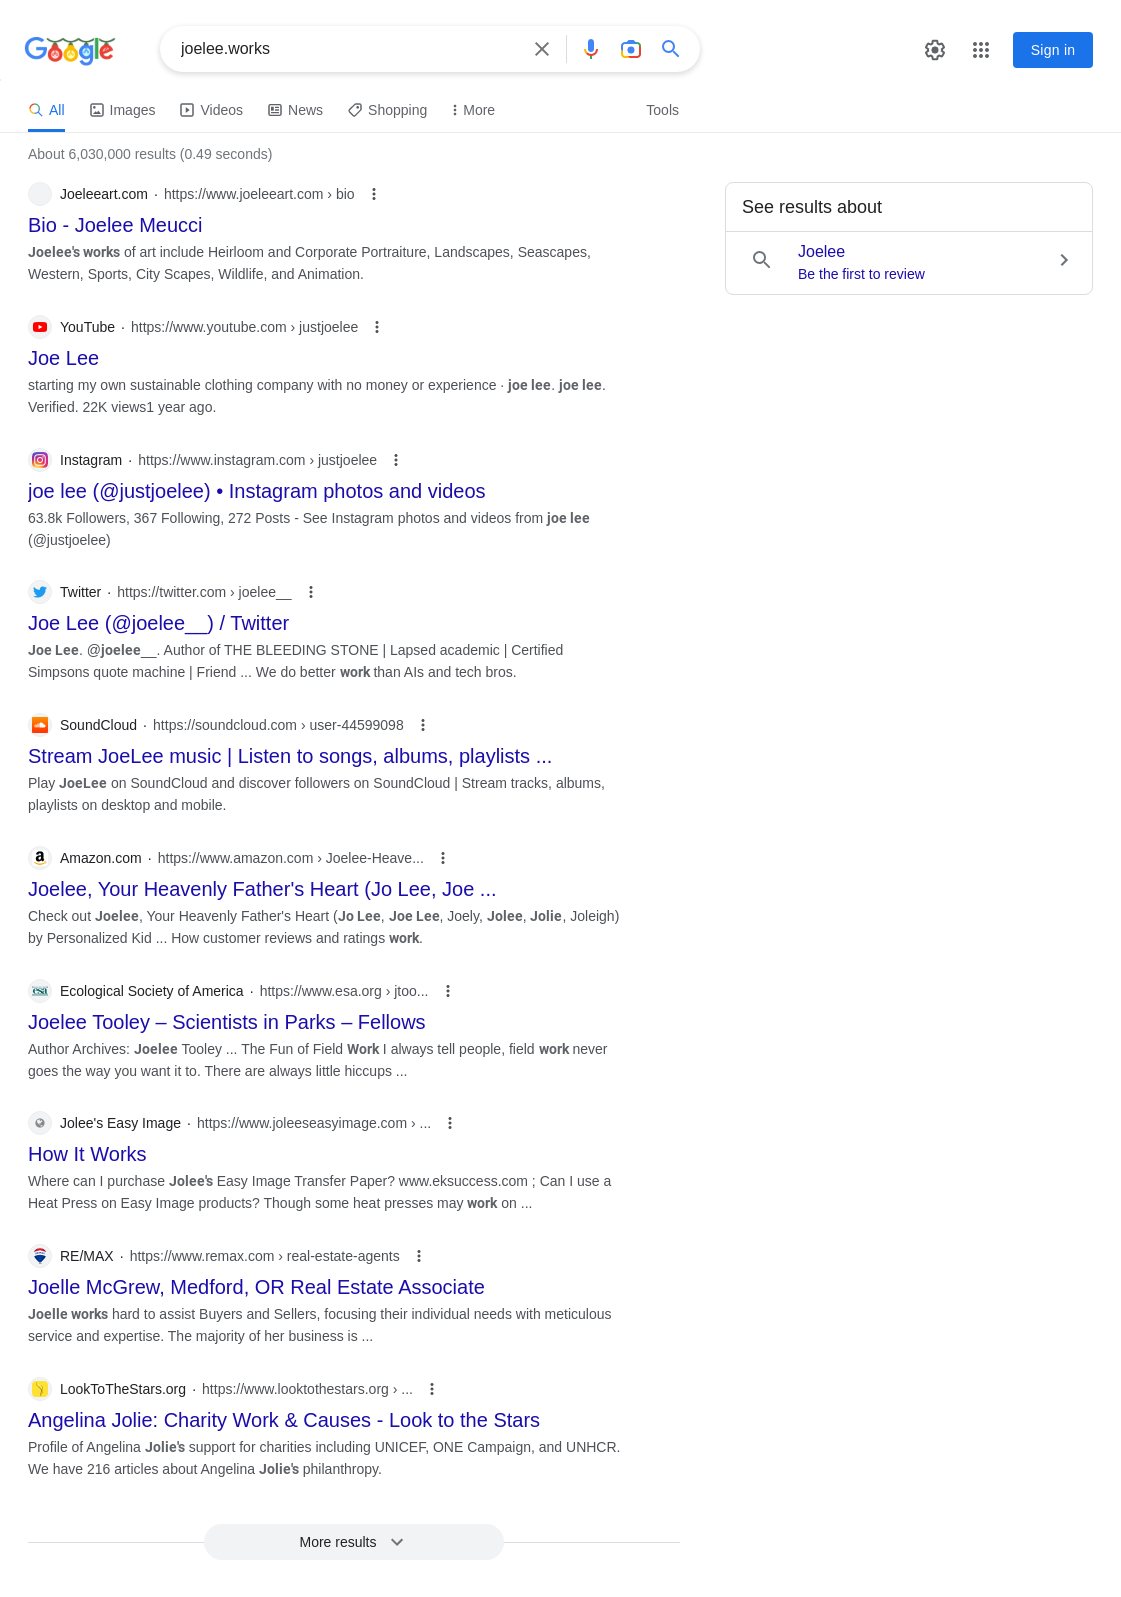 Google
joelee.works
Sign in
All
Images
Videos
News
Shopping
More
Tools
About 6,030,000 results (0.49 seconds)
Joeleeart.com · https://www.joeleeart.com › bio
Bio - Joelee Meucci
Joelee's works of art include Heirloom and Corporate Portraiture, Landscapes, Seascapes,
Western, Sports, City Scapes, Wildlife, and Animation.
YouTube · https://www.youtube.com › justjoelee
Joe Lee
starting my own sustainable clothing company with no money or experience · joe lee. joe lee.
Verified. 22K views1 year ago.
Instagram · https://www.instagram.com › justjoelee
joe lee (@justjoelee) • Instagram photos and videos
63.8k Followers, 367 Following, 272 Posts - See Instagram photos and videos from joe lee
(@justjoelee)
Twitter · https://twitter.com › joelee__
Joe Lee (@joelee__) / Twitter
Joe Lee. @joelee__. Author of THE BLEEDING STONE | Lapsed academic | Certified
Simpsons quote machine | Friend ... We do better work than AIs and tech bros.
SoundCloud · https://soundcloud.com › user-44599098
Stream JoeLee music | Listen to songs, albums, playlists ...
Play JoeLee on SoundCloud and discover followers on SoundCloud | Stream tracks, albums,
playlists on desktop and mobile.
a
Amazon.com · https://www.amazon.com › Joelee-Heave...
Joelee, Your Heavenly Father's Heart (Jo Lee, Joe ...
Check out Joelee, Your Heavenly Father's Heart (Jo Lee, Joe Lee, Joely, Jolee, Jolie, Joleigh)
by Personalized Kid ... How customer reviews and ratings work.
esa
Ecological Society of America · https://www.esa.org › jtoo...
Joelee Tooley – Scientists in Parks – Fellows
Author Archives: Joelee Tooley ... The Fun of Field Work I always tell people, field work never
goes the way you want it to. There are always little hiccups ...
Jolee's Easy Image · https://www.joleeseasyimage.com › ...
How It Works
Where can I purchase Jolee's Easy Image Transfer Paper? www.eksuccess.com ; Can I use a
Heat Press on Easy Image products? Though some heat presses may work on ...
RE/MAX · https://www.remax.com › real-estate-agents
Joelle McGrew, Medford, OR Real Estate Associate
Joelle works hard to assist Buyers and Sellers, focusing their individual needs with meticulous
service and expertise. The majority of her business is ...
LookToTheStars.org · https://www.looktothestars.org › ...
Angelina Jolie: Charity Work & Causes - Look to the Stars
Profile of Angelina Jolie's support for charities including UNICEF, ONE Campaign, and UNHCR.
We have 216 articles about Angelina Jolie's philanthropy.
More results
See results about
Joelee
Be the first to review